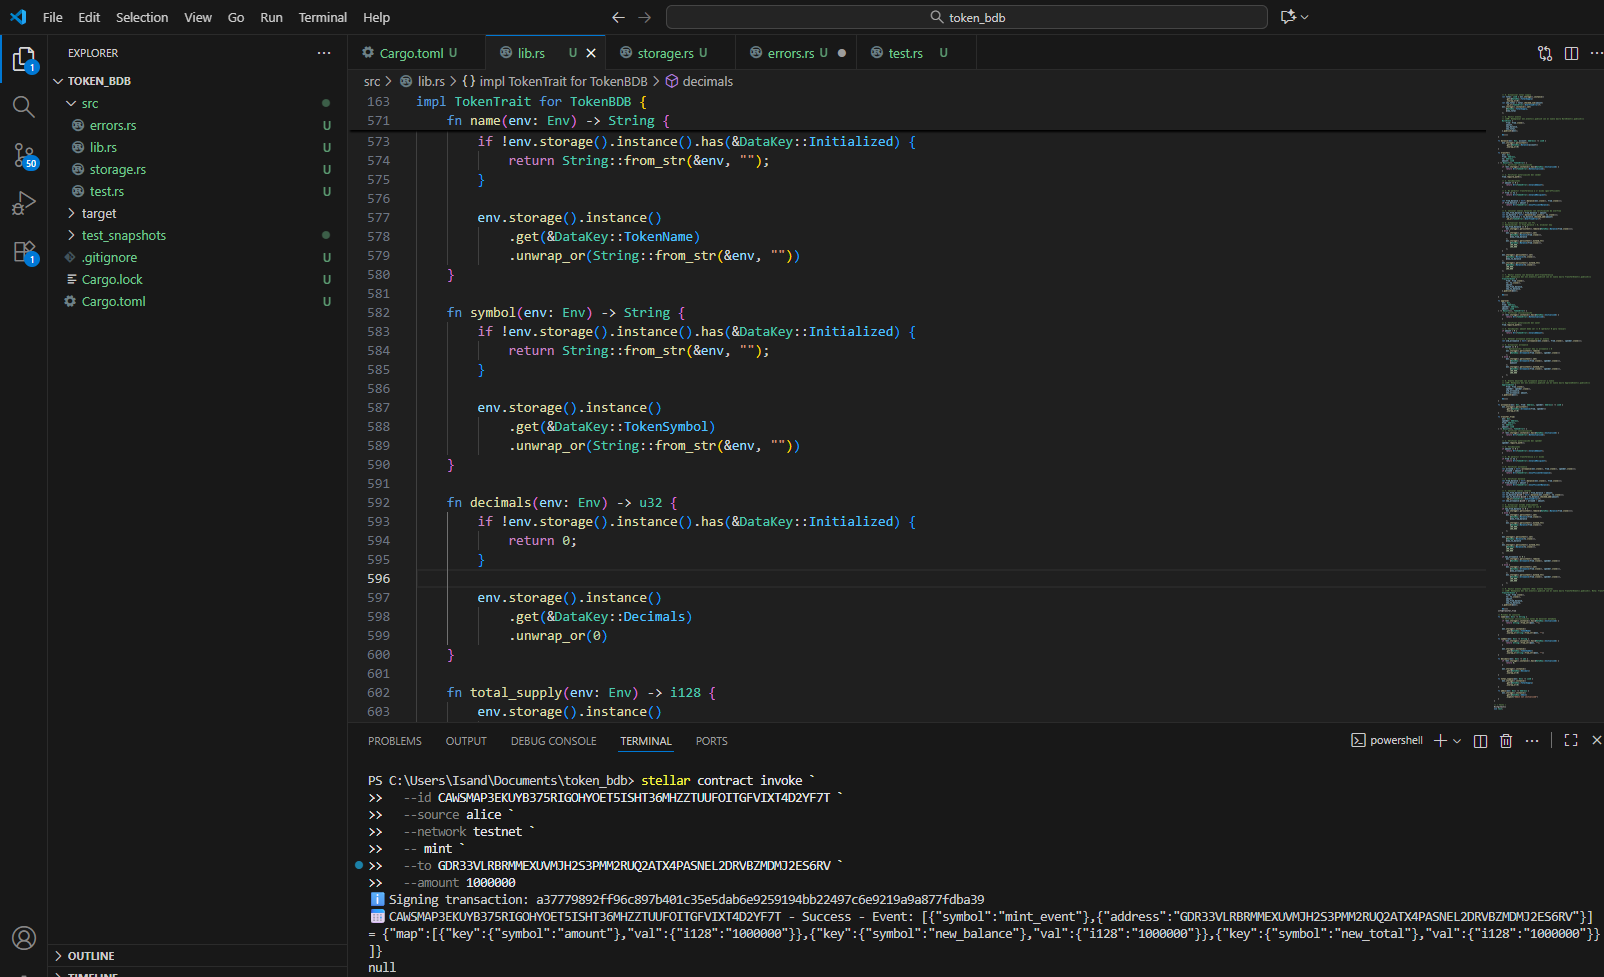 File Edit Selection View Go Run Terminal Help
token_bdb
EXPLORER
TOKEN_BDB
src
errors.rs U
lib.rs U
storage.rs U
test.rs U
target
test_snapshots
.gitignore U
Cargo.lock U
Cargo.toml U
OUTLINE
TIMELINE
1
50
1
Cargo.toml U lib.rs U storage.rs U errors.rs U test.rs U
src > lib.rs > {} impl TokenTrait for TokenBDB > decimals
163 impl TokenTrait for TokenBDB {
571 fn name(env: Env) -> String {
573 if !env.storage().instance().has(&DataKey::Initialized) {
574 return String::from_str(&env, "");
575 }
576
577 env.storage().instance()
578 .get(&DataKey::TokenName)
579 .unwrap_or(String::from_str(&env, ""))
580 }
581
582 fn symbol(env: Env) -> String {
583 if !env.storage().instance().has(&DataKey::Initialized) {
584 return String::from_str(&env, "");
585 }
586
587 env.storage().instance()
588 .get(&DataKey::TokenSymbol)
589 .unwrap_or(String::from_str(&env, ""))
590 }
591
592 fn decimals(env: Env) -> u32 {
593 if !env.storage().instance().has(&DataKey::Initialized) {
594 return 0;
595 }
596
597 env.storage().instance()
598 .get(&DataKey::Decimals)
599 .unwrap_or(0)
600 }
601
602 fn total_supply(env: Env) -> i128 {
603 env.storage().instance()
PROBLEMS OUTPUT DEBUG CONSOLE TERMINAL PORTS
powershell
PS C:\Users\Isand\Documents\token_bdb> stellar contract invoke `
>> --id CAWSMAP3EKUYB375RIGOHYOET5ISHT36MHZZTUUFOITGFVIXT4D2YF7T `
>> --source alice `
>> --network testnet `
>> -- mint `
>> --to GDR33VLRBRMMEXUVMJH2S3PMM2RUQ2ATX4PASNEL2DRVBZMDMJ2ES6RV `
>> --amount 1000000
Signing transaction: a37779892ff96c897b401c35e5dab6e9259194bb22497c6e9219a9a877fdba39
CAWSMAP3EKUYB375RIGOHYOET5ISHT36MHZZTUUFOITGFVIXT4D2YF7T - Success - Event: [{"symbol":"mint_event"},{"address":"GDR33VLRBRMMEXUVMJH2S3PMM2RUQ2ATX4PASNEL2DRVBZMDMJ2ES6RV"}]
= {"map":[{"key":{"symbol":"amount"},"val":{"i128":"1000000"}},{"key":{"symbol":"new_balance"},"val":{"i128":"1000000"}},{"key":{"symbol":"new_total"},"val":{"i128":"1000000"}}
]}
null